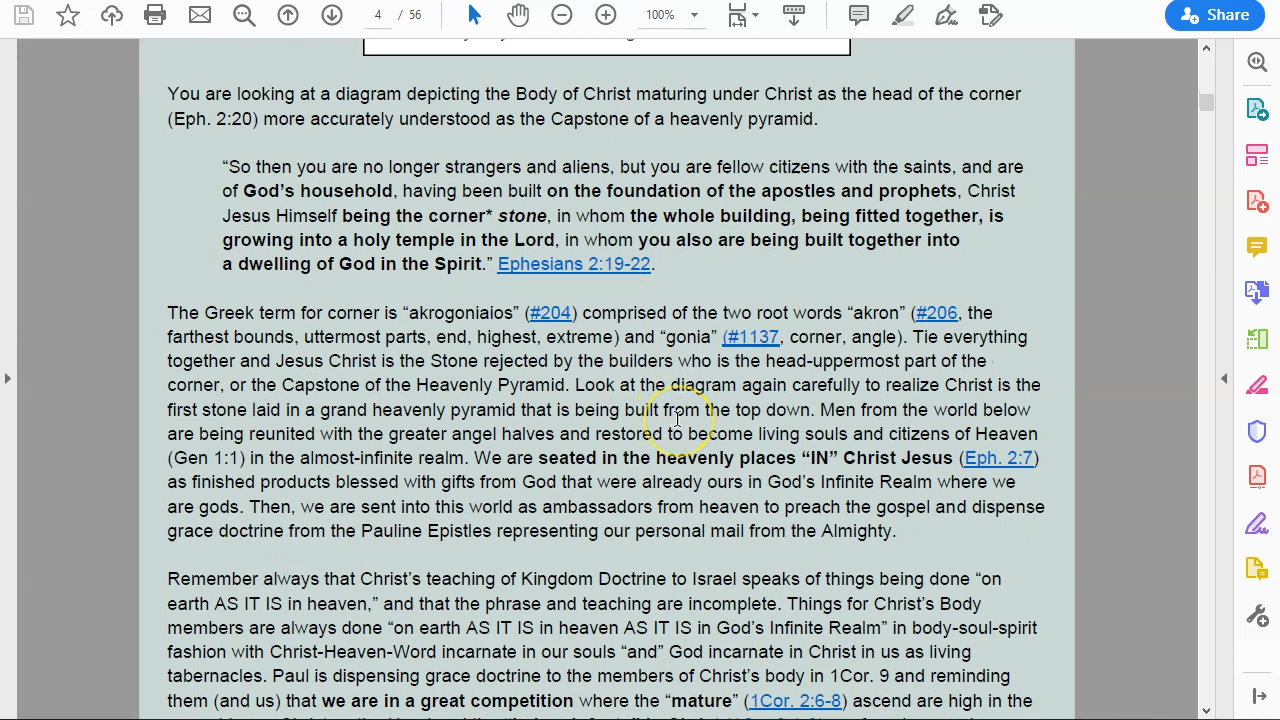 4 / 56
100%
Share
You are looking at a diagram depicting the Body of Christ maturing under Christ as the head of the corner
(Eph. 2:20) more accurately understood as the Capstone of a heavenly pyramid.
“So then you are no longer strangers and aliens, but you are fellow citizens with the saints, and are
of God’s household, having been built on the foundation of the apostles and prophets, Christ
Jesus Himself being the corner* stone, in whom the whole building, being fitted together, is
growing into a holy temple in the Lord, in whom you also are being built together into
a dwelling of God in the Spirit.” Ephesians 2:19-22.
The Greek term for corner is “akrogoniaios” (#204) comprised of the two root words “akron” (#206, the
farthest bounds, uttermost parts, end, highest, extreme) and “gonia” (#1137, corner, angle). Tie everything
together and Jesus Christ is the Stone rejected by the builders who is the head-uppermost part of the
corner, or the Capstone of the Heavenly Pyramid. Look at the diagram again carefully to realize Christ is the
first stone laid in a grand heavenly pyramid that is being built from the top down. Men from the world below
are being reunited with the greater angel halves and restored to become living souls and citizens of Heaven
(Gen 1:1) in the almost-infinite realm. We are seated in the heavenly places “IN” Christ Jesus (Eph. 2:7)
as finished products blessed with gifts from God that were already ours in God’s Infinite Realm where we
are gods. Then, we are sent into this world as ambassadors from heaven to preach the gospel and dispense
grace doctrine from the Pauline Epistles representing our personal mail from the Almighty.
Remember always that Christ’s teaching of Kingdom Doctrine to Israel speaks of things being done “on
earth AS IT IS in heaven,” and that the phrase and teaching are incomplete. Things for Christ’s Body
members are always done “on earth AS IT IS in heaven AS IT IS in God’s Infinite Realm” in body-soul-spirit
fashion with Christ-Heaven-Word incarnate in our souls “and” God incarnate in Christ in us as living
tabernacles. Paul is dispensing grace doctrine to the members of Christ’s body in 1Cor. 9 and reminding
them (and us) that we are in a great competition where the “mature” (1Cor. 2:6-8) ascend are high in the